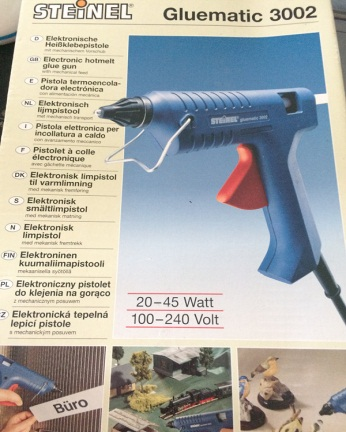 STEINEL Gluematic 3002
D Elektronische
Heißklebepistole
mit mechanischem Vorschub
GB Electronic hotmelt
glue gun
with mechanical feed
E Pistola termoencola-
dora electrónica
con alimentación mecánica
NL Elektronisch
lijmpistool
met mechanisch transport
I Pistola elettronica per
incollatura a caldo
con avanzamento meccanico
F Pistolet à colle
électronique
avec gâchette mécanique
DK Elektronisk limpistol
til varmlimning
med mekanisk fremføring
S Elektronisk
smältlimpistol
med mekanisk matning
N Elektronisk
limpistol
med mekanisk fremtrekk
FIN Elektroninen
kuumaliimapistooli
mekaanisella syötöllä
PL Elektroniczny pistolet
do klejenia na gorąco
z mechanicznym posuwem
CZ Elektronická tepelná
lepicí pistole
s mechanickým posuvem
STEINEL gluematic 3002
20–45 Watt
100–240 Volt
Büro